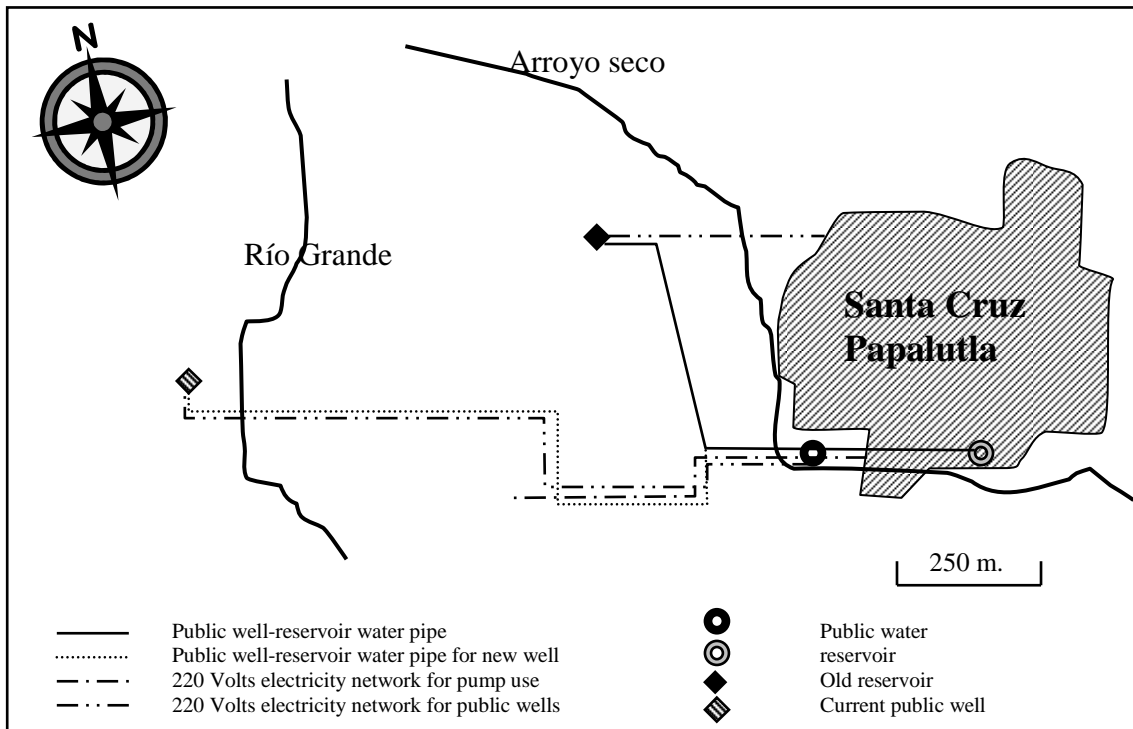 N
Arroyo seco
Río Grande
Santa Cruz
Papalutla
250 m.
Public well-reservoir water pipe
Public well-reservoir water pipe for new well
220 Volts electricity network for pump use
220 Volts electricity network for public wells
Public water
reservoir
Old reservoir
Current public well